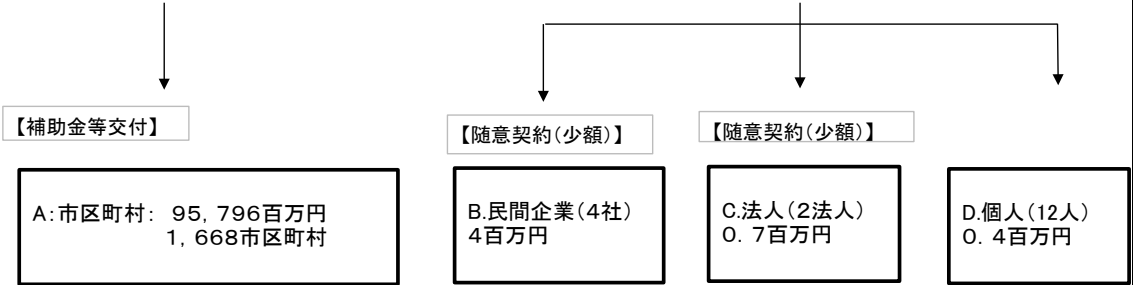 【補助金等交付】
【随意契約(少額)】
【随意契約(少額)】
A:市区町村: 95,796百万円
1,668市区町村
B.民間企業(4社)
4百万円
C.法人(2法人)
0.7百万円
D.個人(12人)
0.4百万円